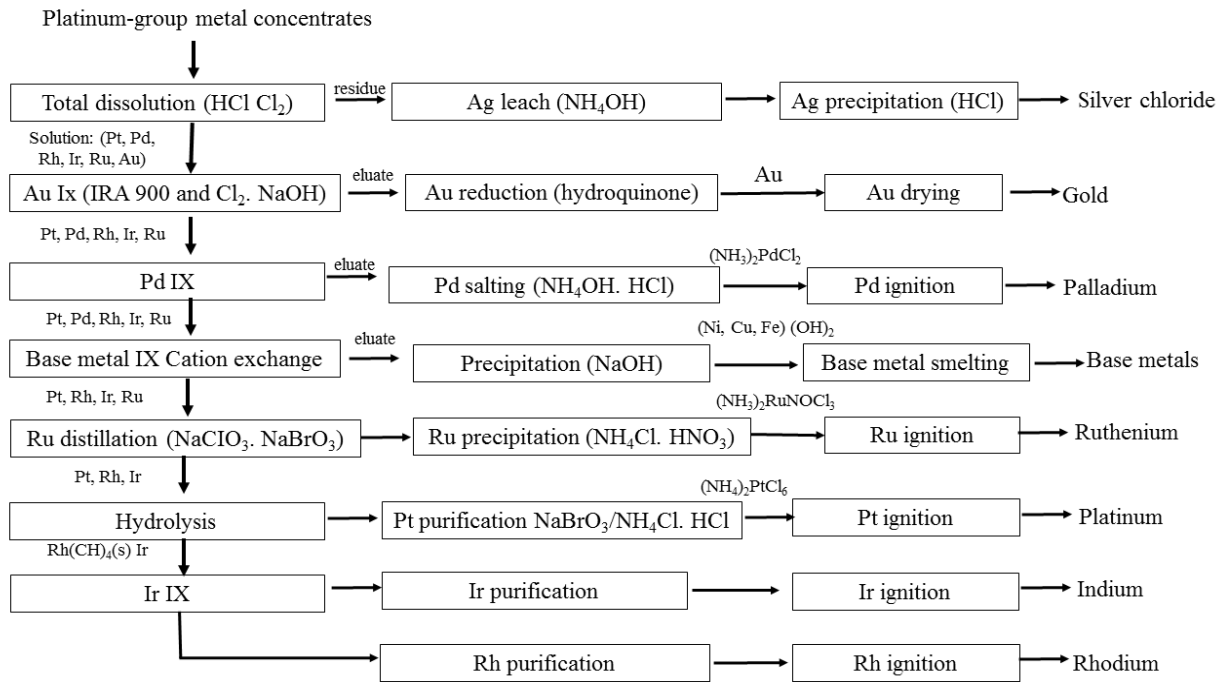 Platinum-group metal concentrates
Total dissolution (HCl Cl₂)
residue
Ag leach (NH₄OH)
Ag precipitation (HCl)
Silver chloride
Solution: (Pt, Pd,
Rh, Ir, Ru, Au)
Au Ix (IRA 900 and Cl₂. NaOH)
eluate
Au reduction (hydroquinone)
Au
Au drying
Gold
Pt, Pd, Rh, Ir, Ru
Pd IX
eluate
Pd salting (NH₄OH. HCl)
(NH₃)₂PdCl₂
Pd ignition
Palladium
Pt, Pd, Rh, Ir, Ru
Base metal IX Cation exchange
eluate
Precipitation (NaOH)
(Ni, Cu, Fe) (OH)₂
Base metal smelting
Base metals
Pt, Rh, Ir, Ru
Ru distillation (NaCIO₃. NaBrO₃)
Ru precipitation (NH₄Cl. HNO₃)
(NH₃)₂RuNOCl₃
Ru ignition
Ruthenium
Pt, Rh, Ir
Hydrolysis
Pt purification NaBrO₃/NH₄Cl. HCl
(NH₄)₂PtCl₆
Pt ignition
Platinum
Rh(CH)₄(s) Ir
Ir IX
Ir purification
Ir ignition
Indium
Rh purification
Rh ignition
Rhodium